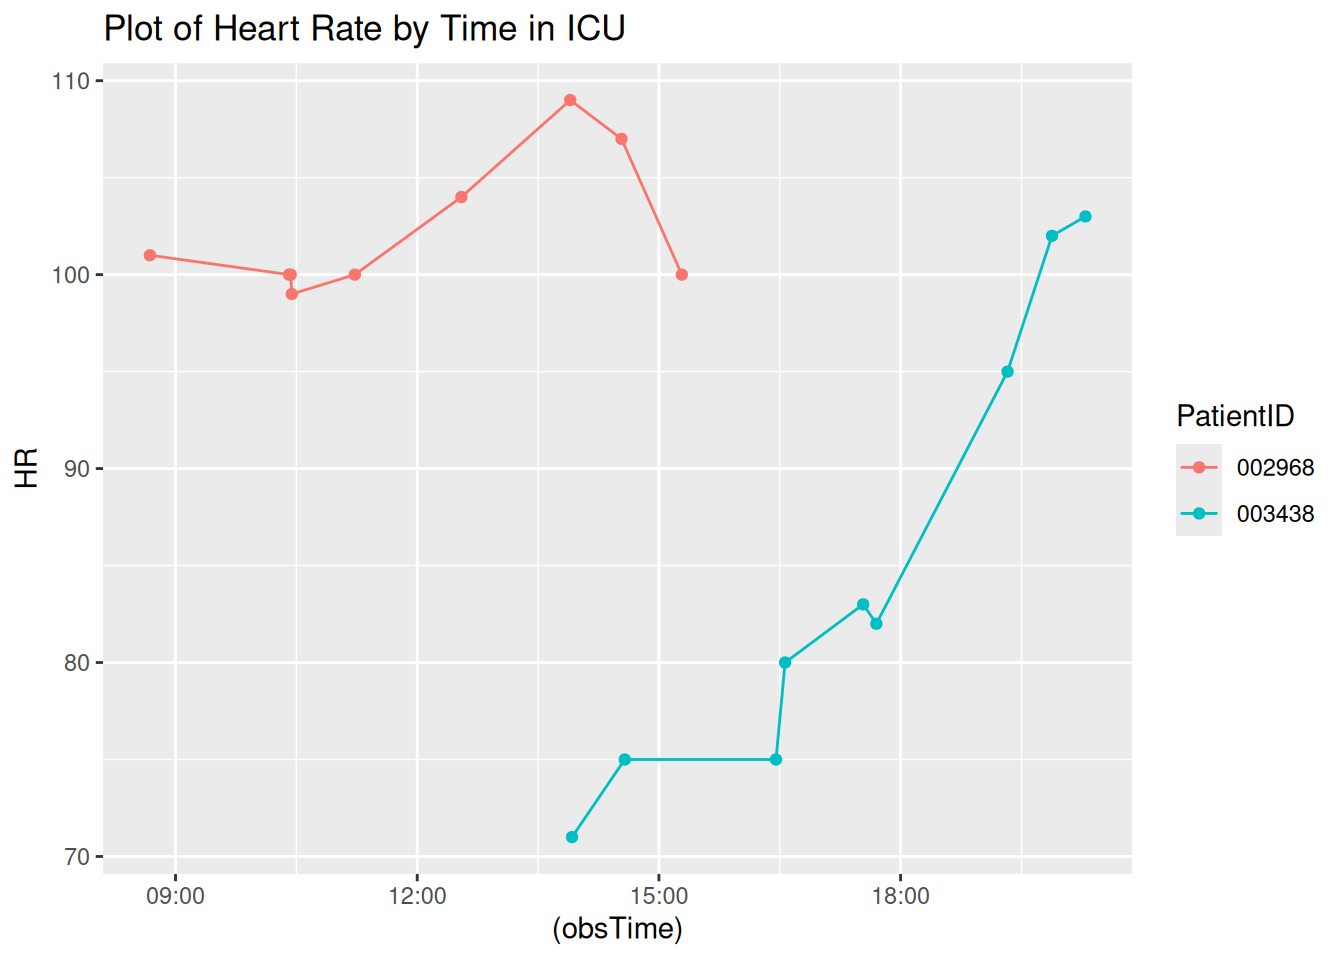 Plot of Heart Rate by Time in ICU
110
100
90
80
70
HR
09:00 12:00 15:00 18:00
(obsTime)
PatientID
002968
003438